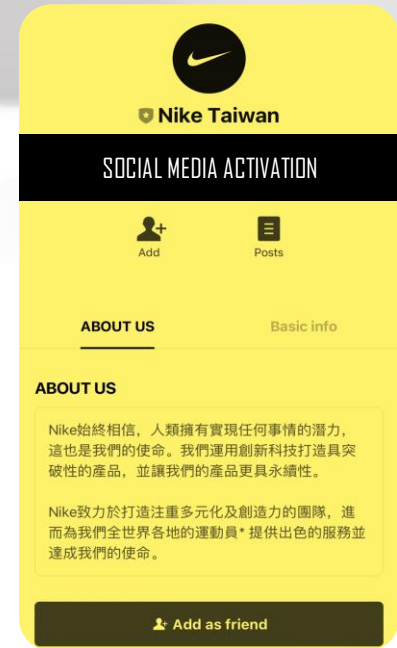 Nike Taiwan
SOCIAL MEDIA ACTIVATION
Add
Posts
ABOUT US
Basic info
ABOUT US
Nike始終相信，人類擁有實現任何事情的潛力，
這也是我們的使命。我們運用創新科技打造具突
破性的產品，並讓我們的產品更具永續性。
Nike致力於打造注重多元化及創造力的團隊，進
而為我們全世界各地的運動員* 提供出色的服務並
達成我們的使命。
Add as friend